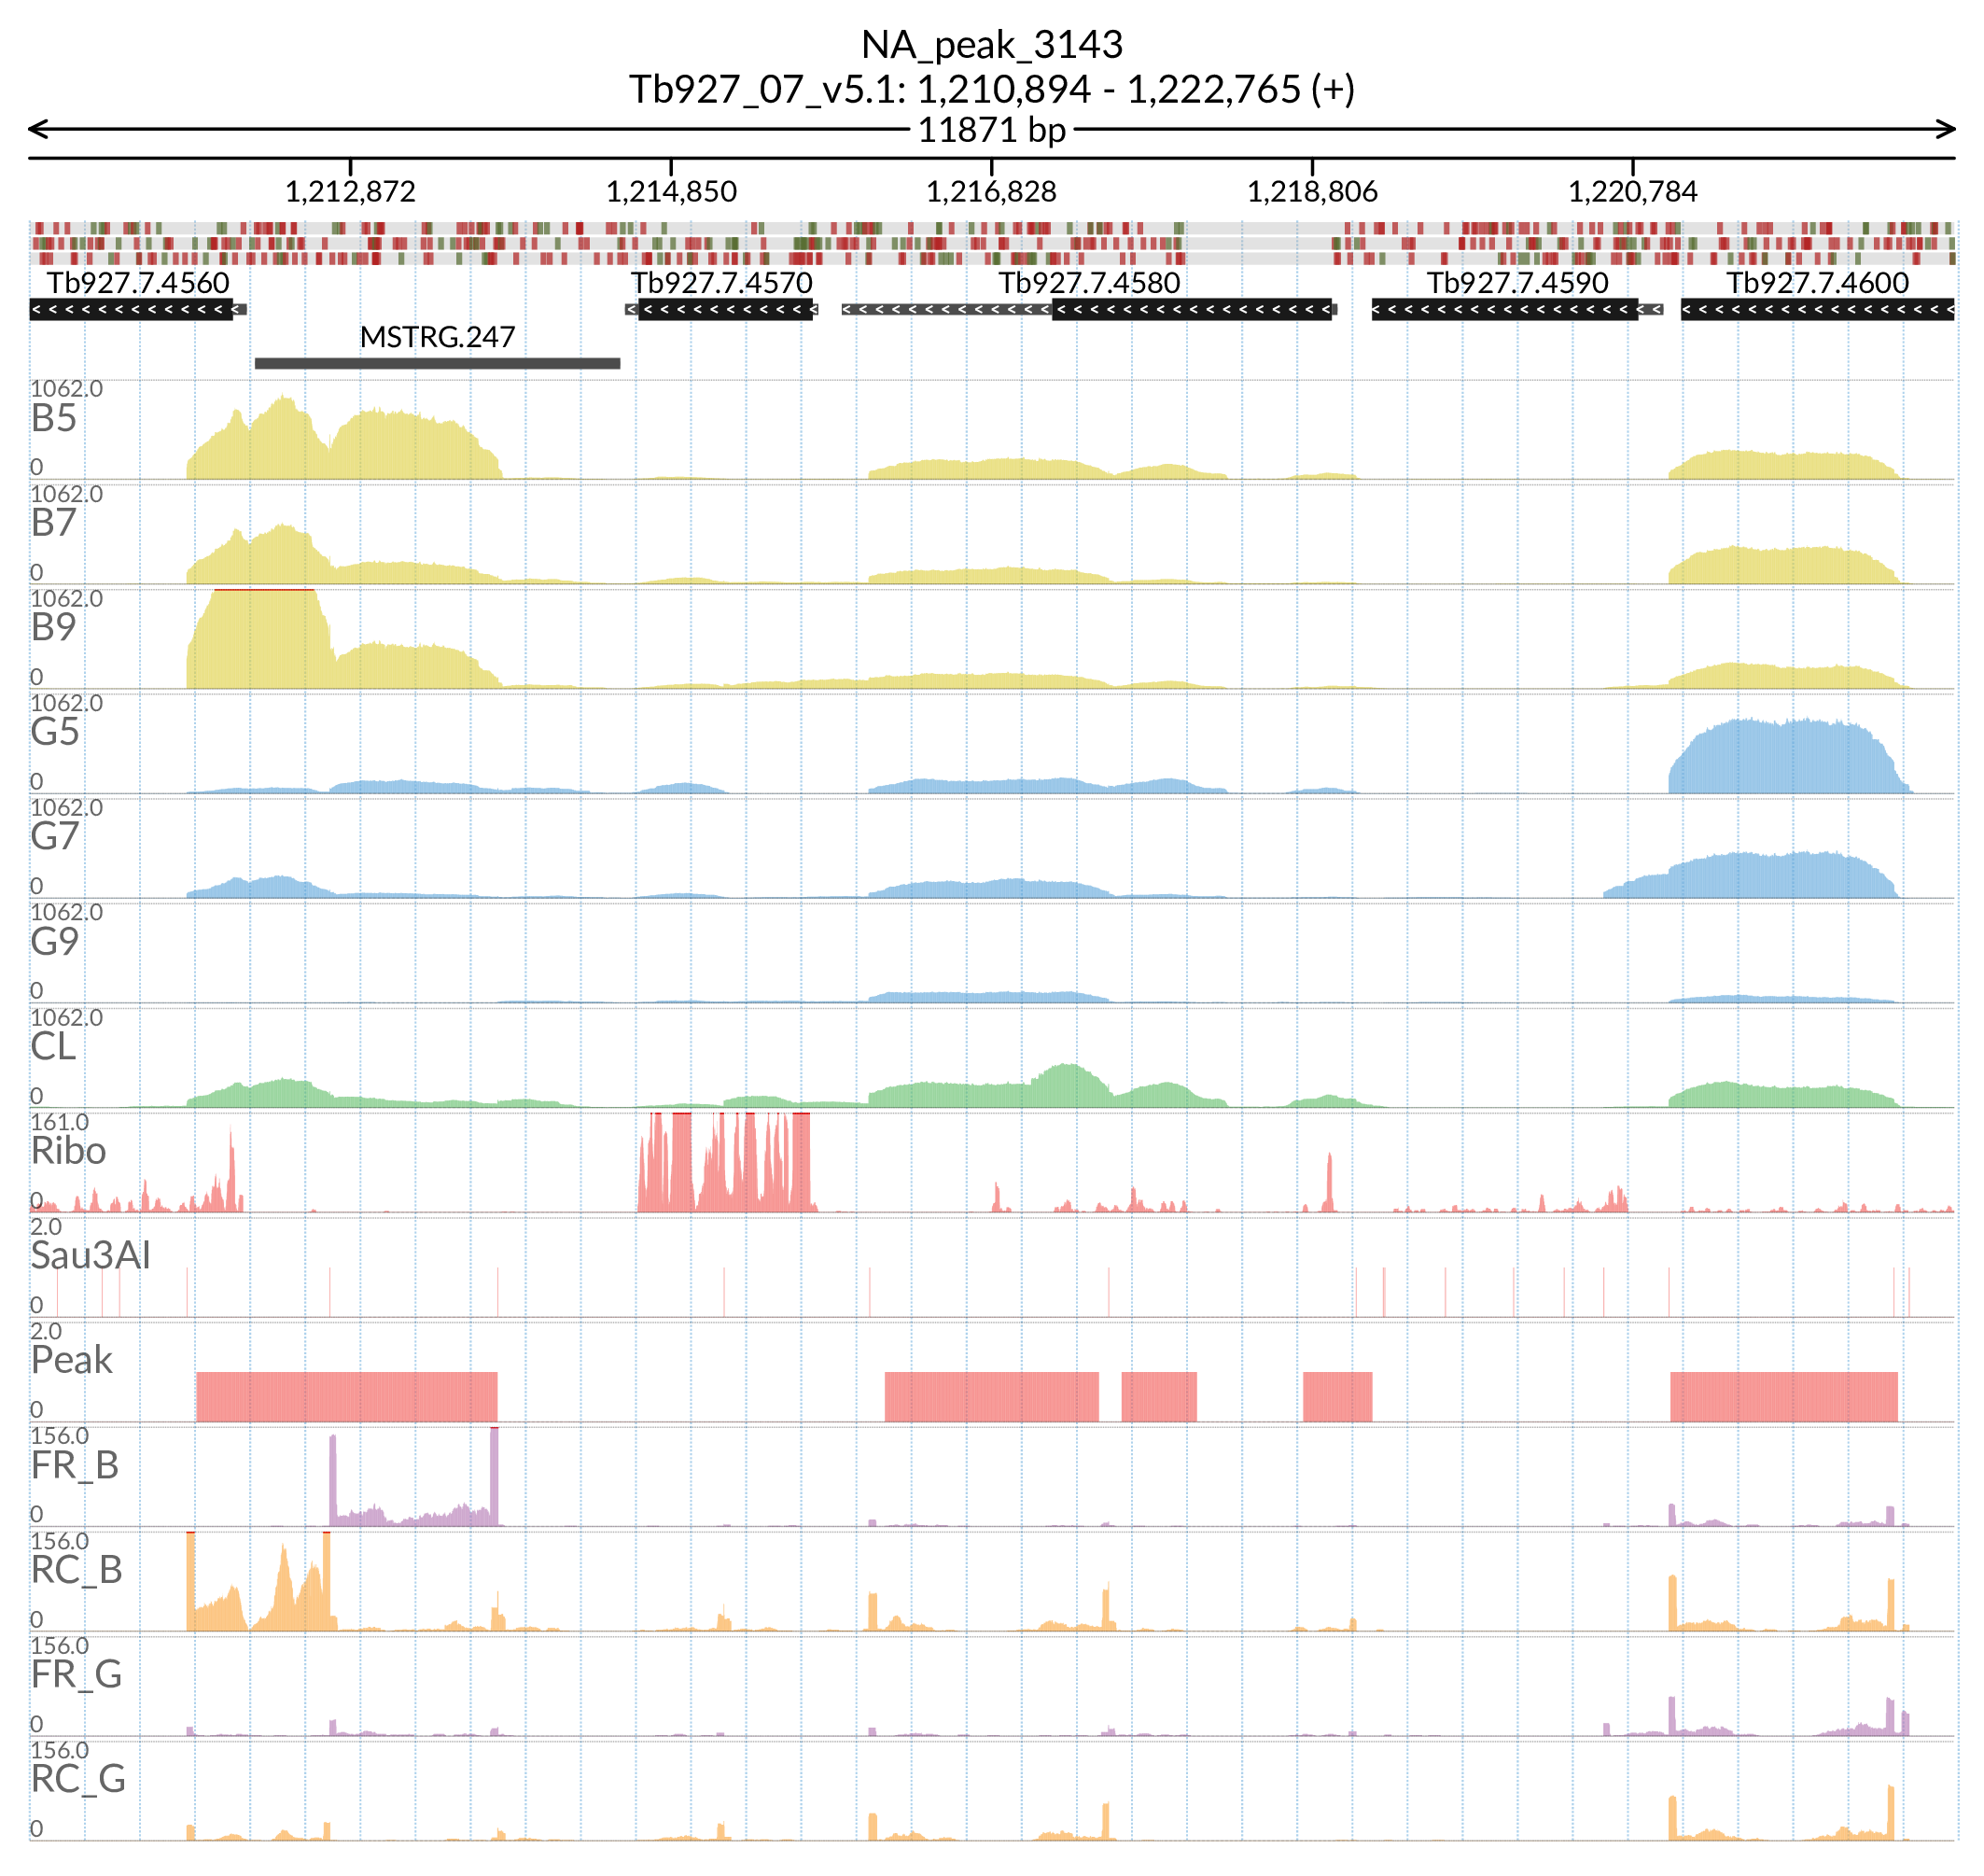 NA_peak_3143
Tb927_07_v5.1: 1,210,894 - 1,222,765 (+)
11871 bp
1,212,872 1,214,850 1,216,828 1,218,806 1,220,784
Tb927.7.4560 Tb927.7.4570 Tb927.7.4580 Tb927.7.4590 Tb927.7.4600
MSTRG.247
1062.0
B5
0
1062.0
B7
0
1062.0
B9
0
1062.0
G5
0
1062.0
G7
0
1062.0
G9
0
1062.0
CL
0
161.0
Ribo
0
2.0
Sau3AI
0
2.0
Peak
0
156.0
FR_B
0
156.0
RC_B
0
156.0
FR_G
0
156.0
RC_G
0